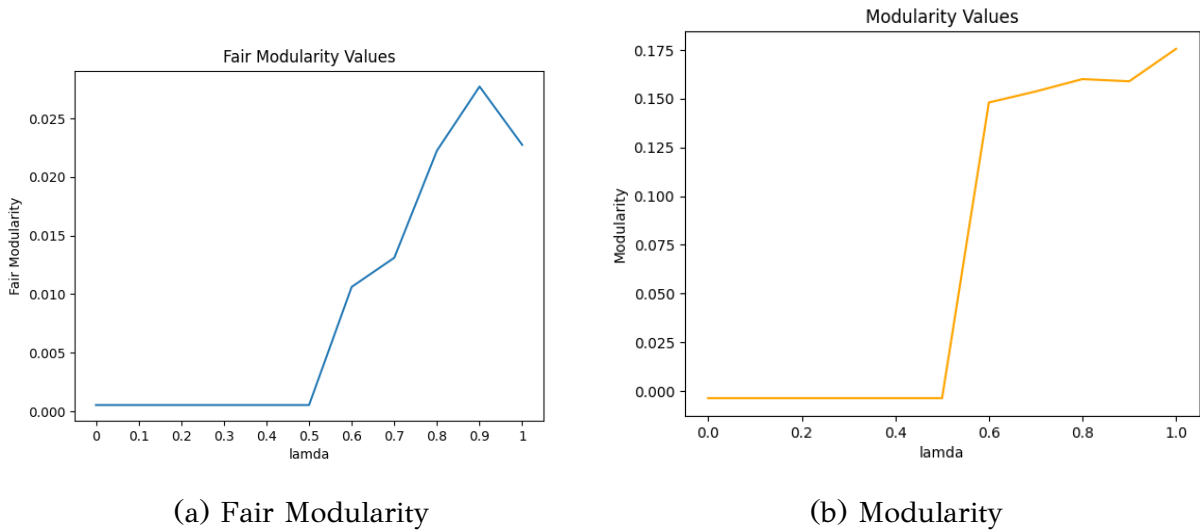 Fair Modularity Values
Fair Modularity
0.025
0.020
0.015
0.010
0.005
0.000
0 0.1 0.2 0.3 0.4 0.5 0.6 0.7 0.8 0.9 1
lamda
(a) Fair Modularity
Modularity Values
Modularity
0.175
0.150
0.125
0.100
0.075
0.050
0.025
0.000
0.0 0.2 0.4 0.6 0.8 1.0
lamda
(b) Modularity